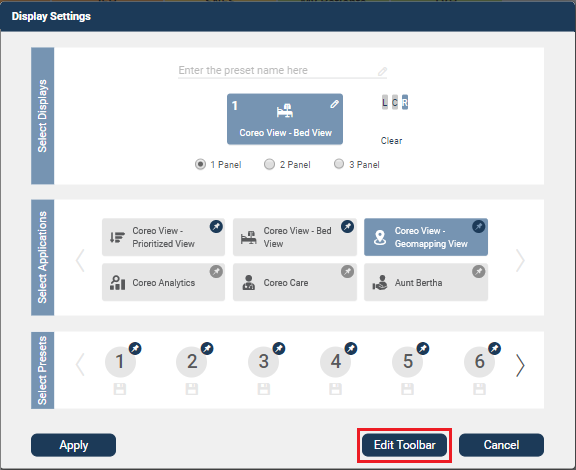 Display Settings
Select Displays
Enter the preset name here
1
Coreo View - Bed View
L C R
Clear
1 Panel 2 Panel 3 Panel
Select Applications
Coreo View -
Prioritized View
Coreo View - Bed
View
Coreo View -
Geomapping View
Coreo Analytics
Coreo Care
Aunt Bertha
Select Presets
1 2 3 4 5 6
Apply
Edit Toolbar
Cancel